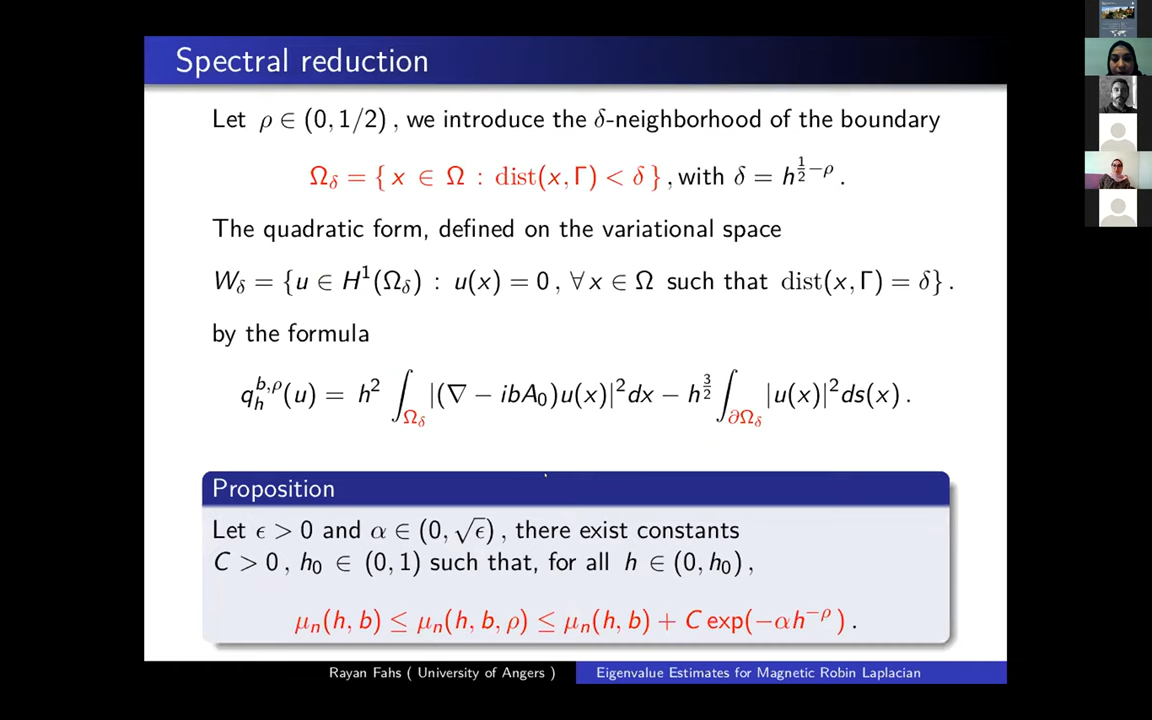 Spectral reduction
Let ρ ∈ (0, 1/2) , we introduce the δ-neighborhood of the boundary
Ω_δ = { x ∈ Ω : dist(x, Γ) < δ } , with δ = h^{1/2−ρ} .
The quadratic form, defined on the variational space
W_δ = {u ∈ H^1(Ω_δ) : u(x) = 0 , ∀ x ∈ Ω such that dist(x, Γ) = δ} .
by the formula
q_h^{b,ρ}(u) = h^2 ∫_{Ω_δ} |(∇ − ibA_0)u(x)|^2 dx − h^{3/2} ∫_{∂Ω_δ} |u(x)|^2 ds(x) .
Proposition
Let ϵ > 0 and α ∈ (0, √ϵ) , there exist constants
C > 0 , h_0 ∈ (0, 1) such that, for all h ∈ (0, h_0) ,
μ_n(h, b) ≤ μ_n(h, b, ρ) ≤ μ_n(h, b) + C exp(−αh^{−ρ}) .
Rayan Fahs ( University of Angers ) Eigenvalue Estimates for Magnetic Robin Laplacian